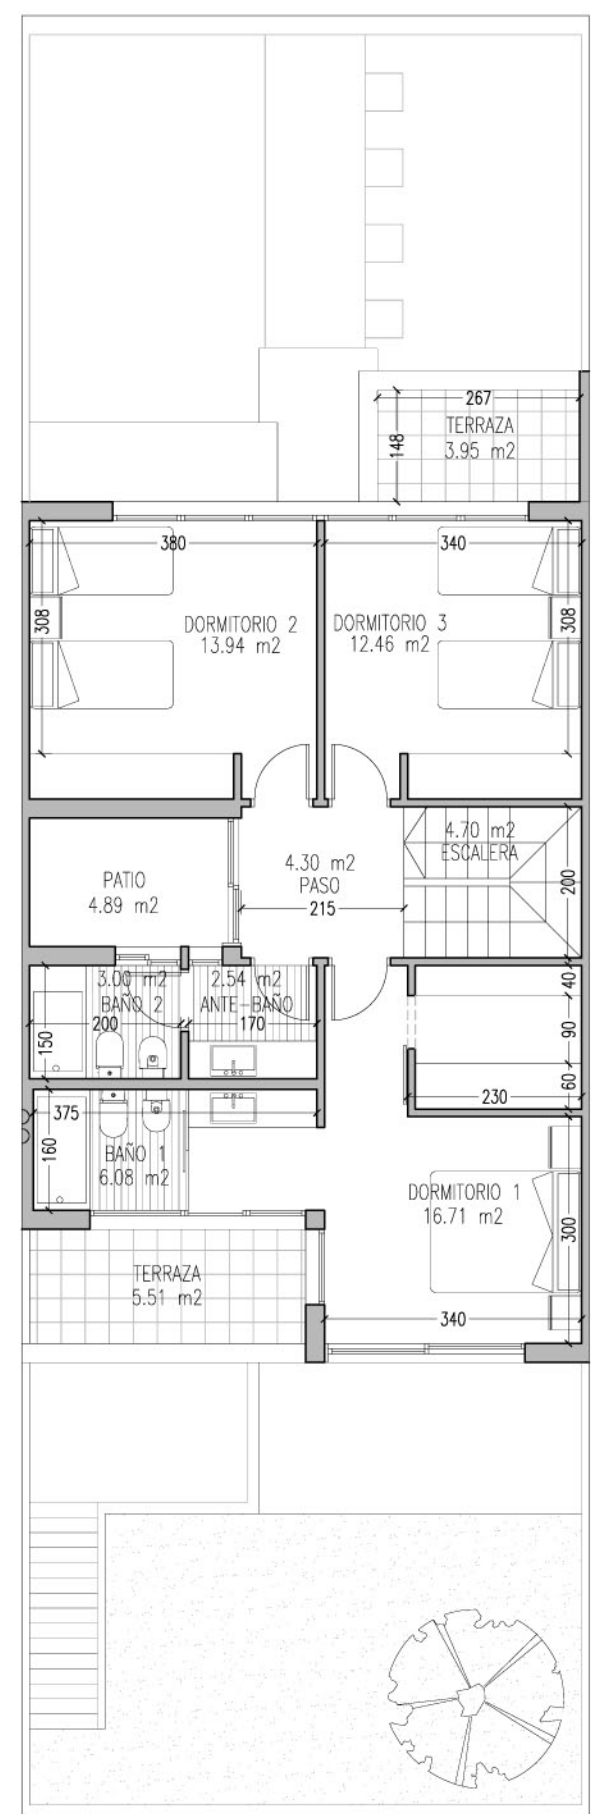 267
148
TERRAZA
3.95 m2
380
340
308
308
DORMITORIO 2
13.94 m2
DORMITORIO 3
12.46 m2
4.70 m2
ESCALERA
200
PATIO
4.89 m2
4.30 m2
PASO
215
3.00 m2
BAÑO 2
200
150
2.54 m2
ANTE-BAÑO
170
40
90
60
230
375
160
BAÑO 1
6.08 m2
DORMITORIO 1
16.71 m2
300
340
TERRAZA
5.51 m2